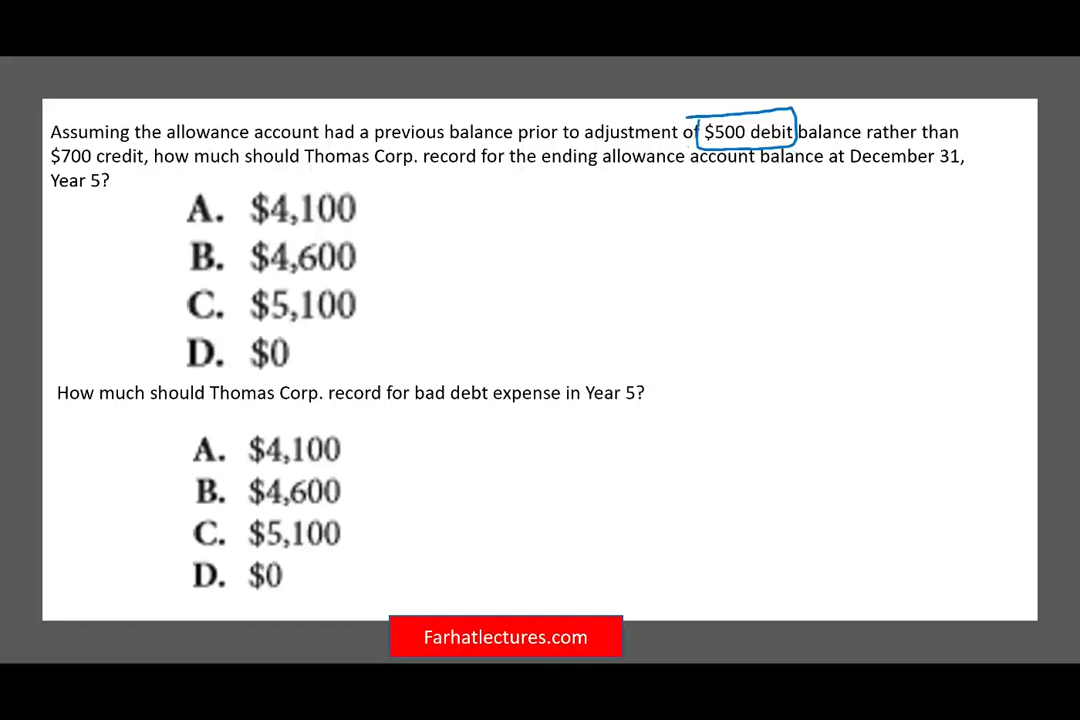 Assuming the allowance account had a previous balance prior to adjustment of $500 debit balance rather than
$700 credit, how much should Thomas Corp. record for the ending allowance account balance at December 31,
Year 5?
A. $4,100
B. $4,600
C. $5,100
D. $0
How much should Thomas Corp. record for bad debt expense in Year 5?
A. $4,100
B. $4,600
C. $5,100
D. $0
Farhatlectures.com